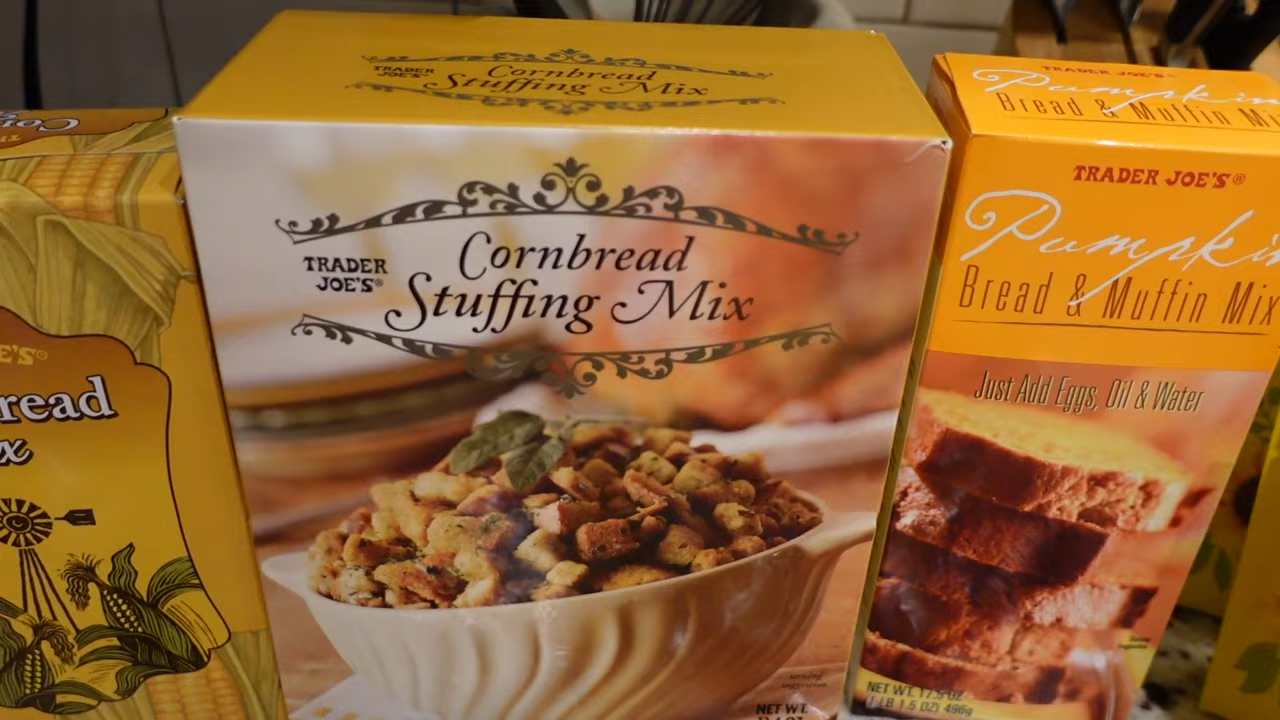 E'S®
read
x
TRADER
JOE'S®
Cornbread
Stuffing Mix
TRADER
JOE'S®
Cornbread
Stuffing Mix
serving
suggestion
NET WT.
TRADER JOE'S®
Pumpkin
Bread & Muffin Mix
TRADER JOE'S®
Pumpkin
Bread & Muffin Mix
Just Add Eggs, Oil & Water
NET WT. 17.5 OZ
(1 LB 1.5 OZ) 496g